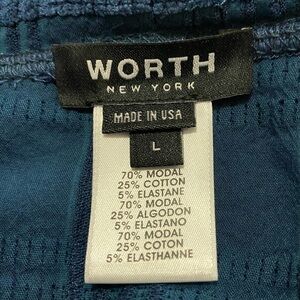 WORTH
NEW YORK
MADE IN USA
L
70% MODAL
25% COTTON
5% ELASTANE
70% MODAL
25% ALGODON
5% ELASTANO
70% MODAL
25% COTON
5% ELASTHANNE